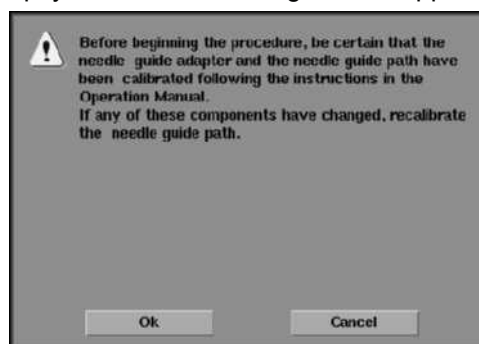 Before beginning the procedure, be certain that the
needle guide adapter and the needle guide path have
been calibrated following the instructions in the
Operation Manual.
If any of these components have changed, recalibrate
the needle guide path.
Ok
Cancel